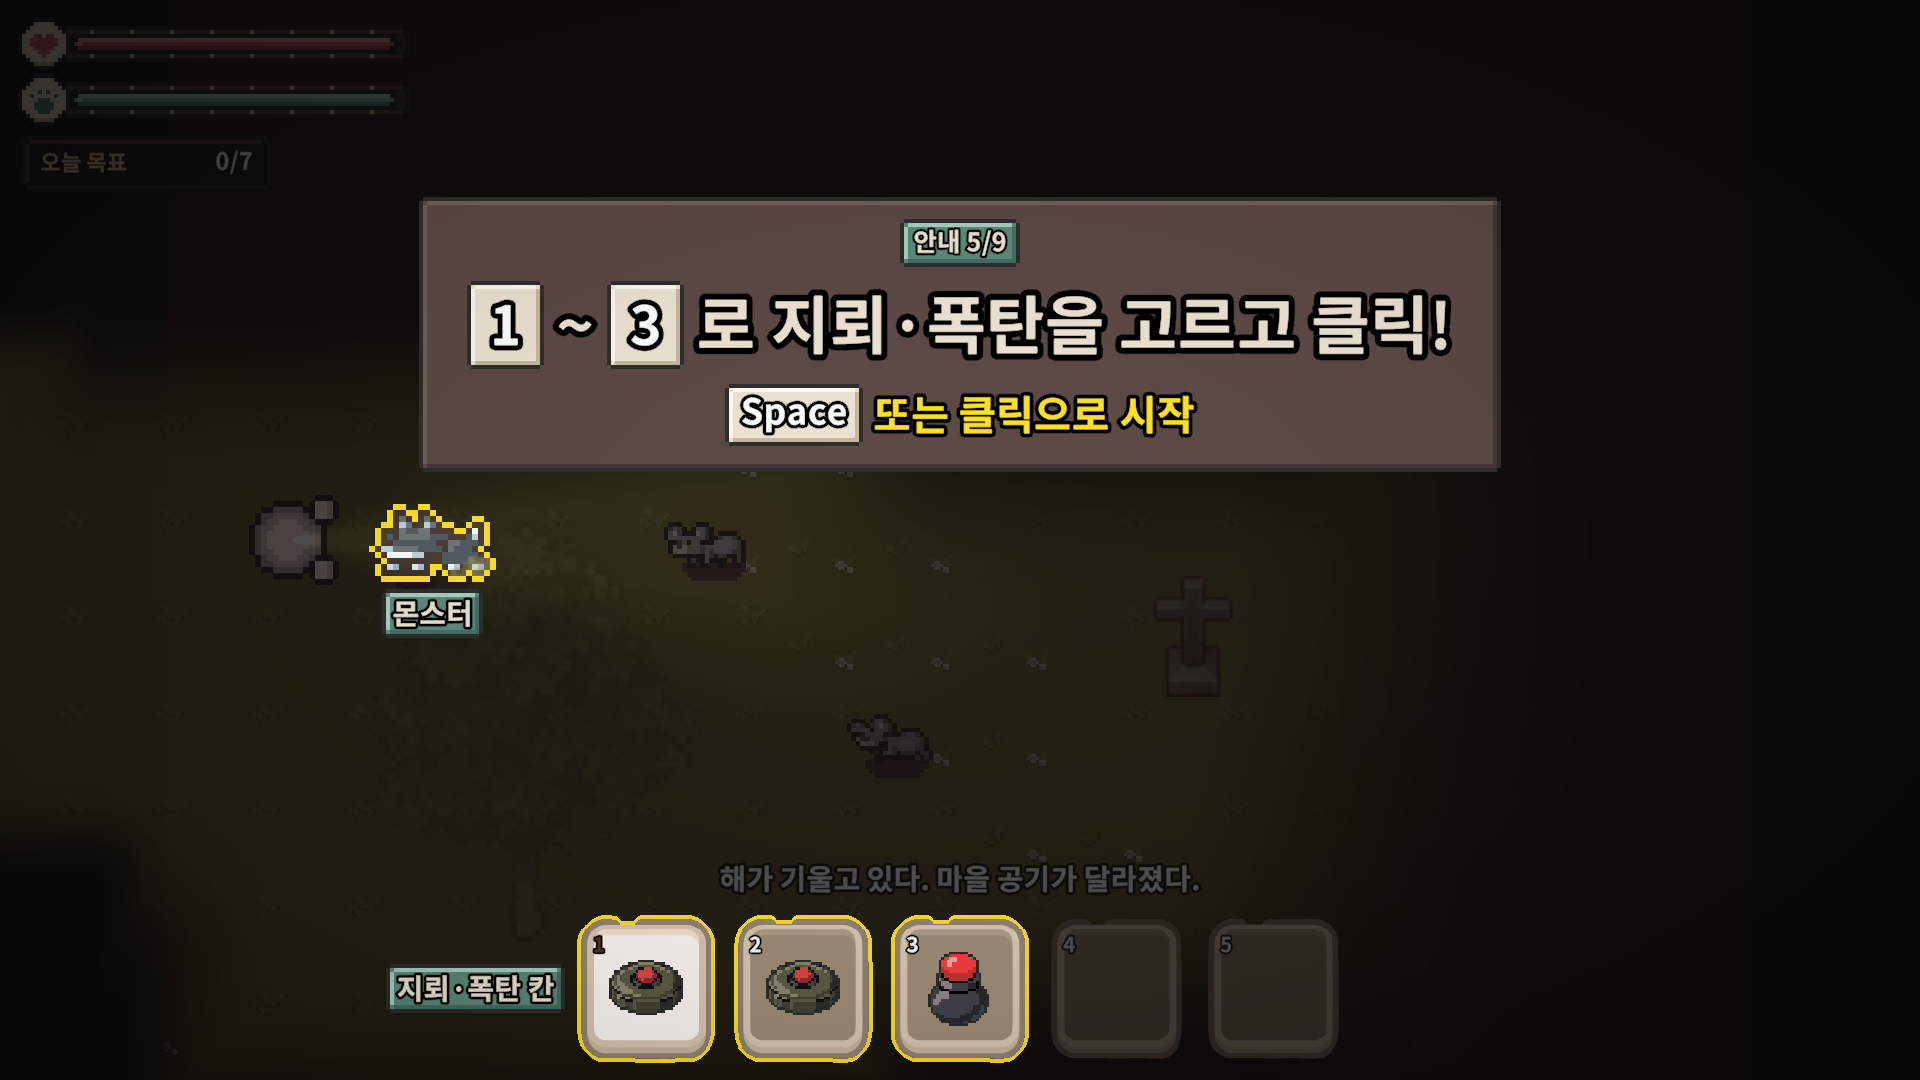 오늘 목표 0/7
안내 5/9
1 ~ 3 로 지뢰·폭탄을 고르고 클릭!
Space 또는 클릭으로 시작
몬스터
해가 기울고 있다. 마을 공기가 달라졌다.
1 2 3 4 5
지뢰·폭탄 칸